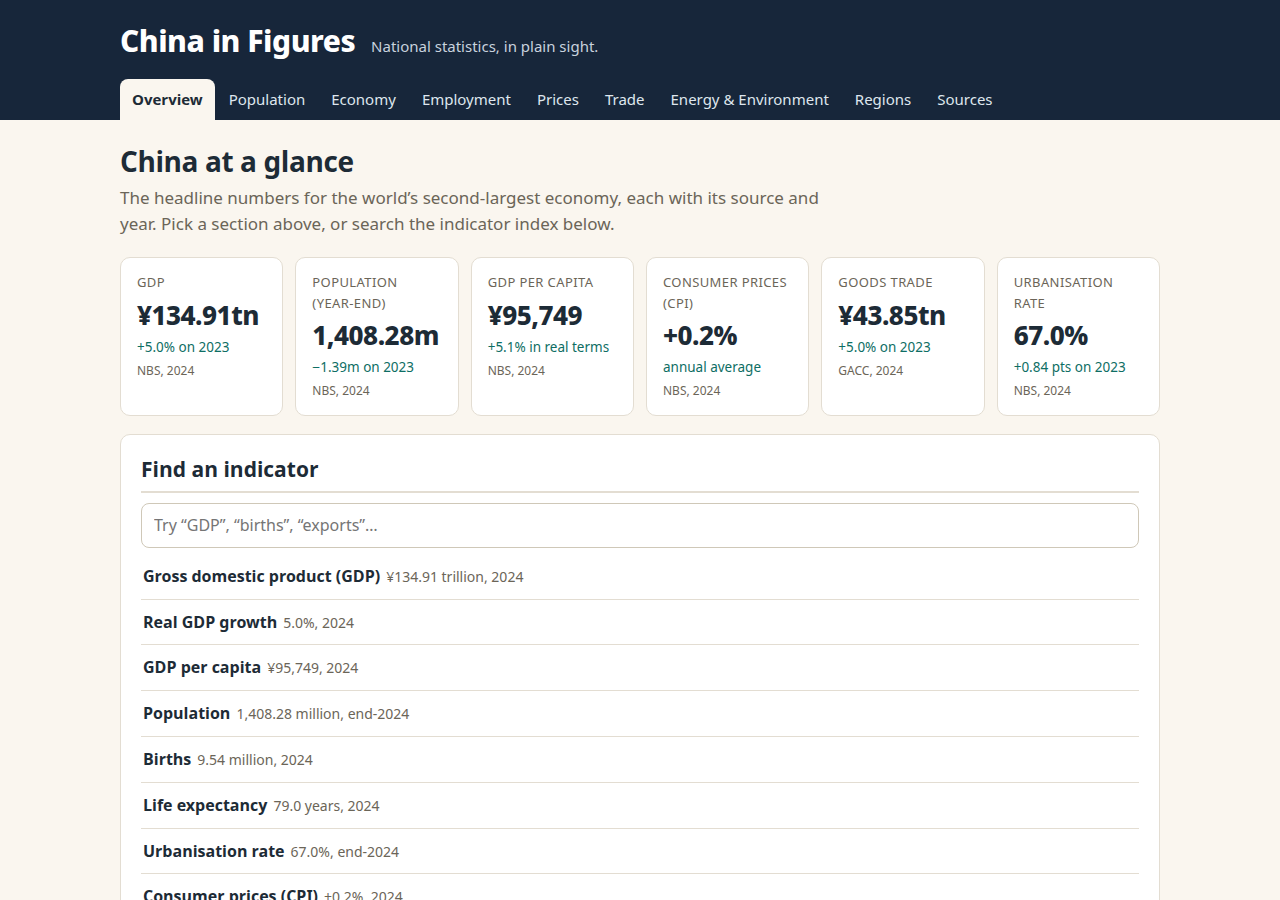 China in Figures National statistics, in plain sight.
Overview Population Economy Employment Prices Trade Energy & Environment Regions Sources
China at a glance
The headline numbers for the world’s second-largest economy, each with its source and
year. Pick a section above, or search the indicator index below.
GDP
¥134.91tn
+5.0% on 2023
NBS, 2024
POPULATION
(YEAR-END)
1,408.28m
−1.39m on 2023
NBS, 2024
GDP PER CAPITA
¥95,749
+5.1% in real terms
NBS, 2024
CONSUMER PRICES
(CPI)
+0.2%
annual average
NBS, 2024
GOODS TRADE
¥43.85tn
+5.0% on 2023
GACC, 2024
URBANISATION
RATE
67.0%
+0.84 pts on 2023
NBS, 2024
Find an indicator
Try “GDP”, “births”, “exports”…
Gross domestic product (GDP) ¥134.91 trillion, 2024
Real GDP growth 5.0%, 2024
GDP per capita ¥95,749, 2024
Population 1,408.28 million, end-2024
Births 9.54 million, 2024
Life expectancy 79.0 years, 2024
Urbanisation rate 67.0%, end-2024
Consumer prices (CPI) +0.2%, 2024